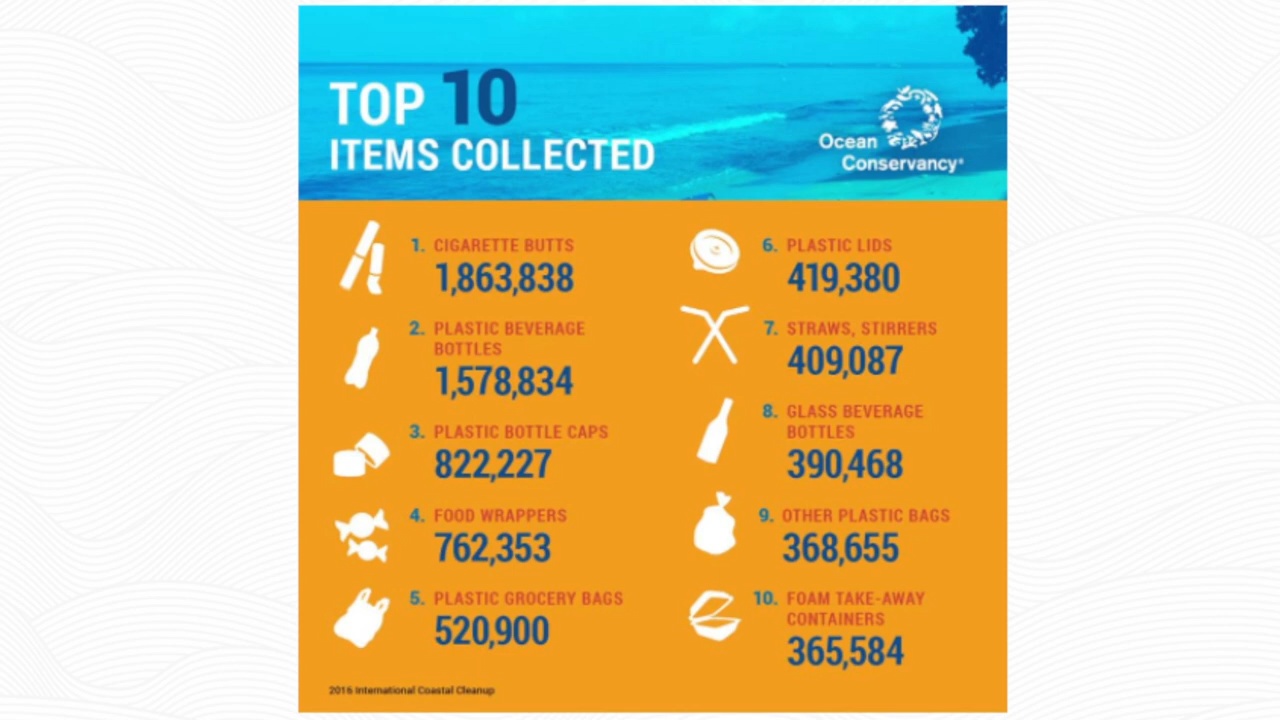 TOP 10
ITEMS COLLECTED
Ocean
Conservancy®
1. CIGARETTE BUTTS
1,863,838
2. PLASTIC BEVERAGE
BOTTLES
1,578,834
3. PLASTIC BOTTLE CAPS
822,227
4. FOOD WRAPPERS
762,353
5. PLASTIC GROCERY BAGS
520,900
6. PLASTIC LIDS
419,380
7. STRAWS, STIRRERS
409,087
8. GLASS BEVERAGE
BOTTLES
390,468
9. OTHER PLASTIC BAGS
368,655
10. FOAM TAKE-AWAY
CONTAINERS
365,584
2016 International Coastal Cleanup